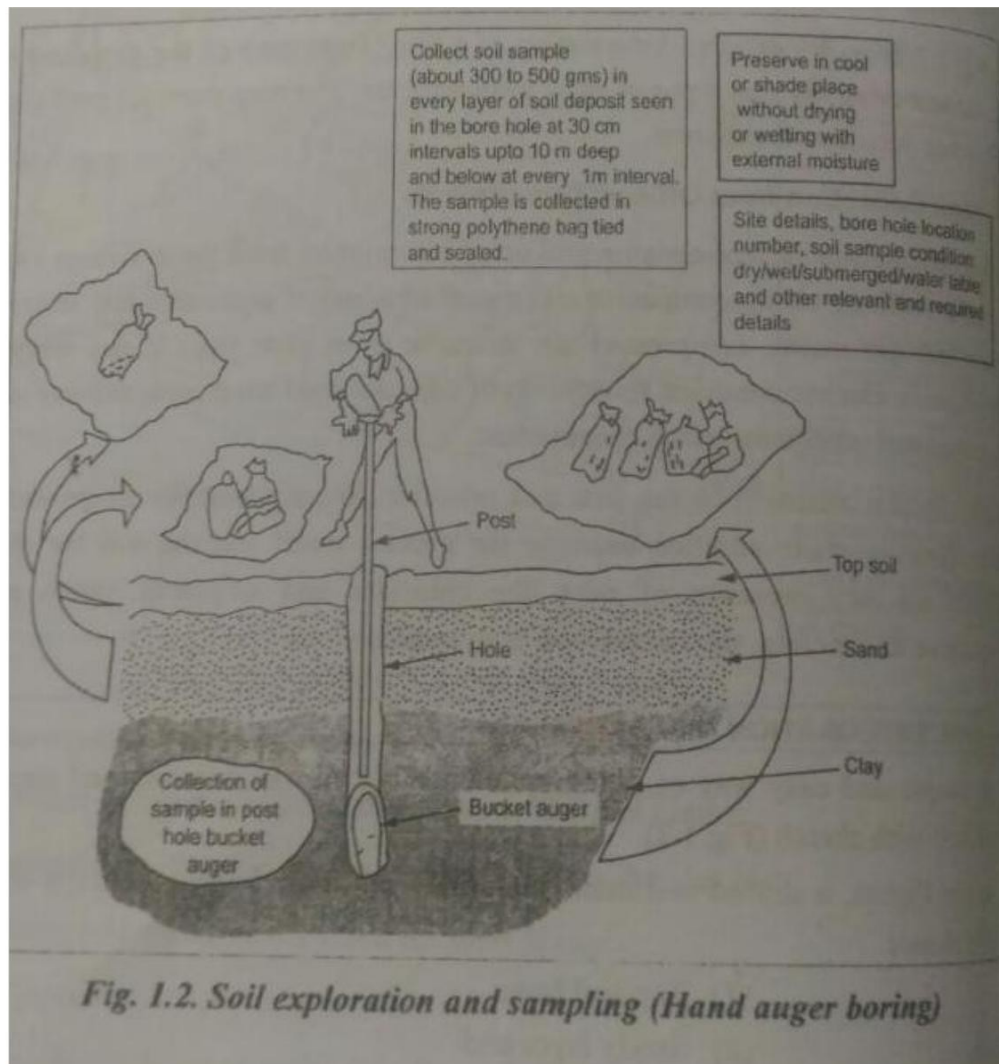 Collect soil sample
(about 300 to 500 gms) in
every layer of soil deposit seen
in the bore hole at 30 cm
intervals upto 10 m deep
and below at every 1m interval.
The sample is collected in
strong polythene bag tied
and sealed.
Preserve in cool
or shade place
without drying
or wetting with
external moisture
Site details, bore hole location
number, soil sample condition
dry/wet/submerged/water table
and other relevant and required
details
Post
Top soil
Hole
Sand
Clay
Collection of
sample in post
hole bucket
auger
Bucket auger
Fig. 1.2. Soil exploration and sampling (Hand auger boring)